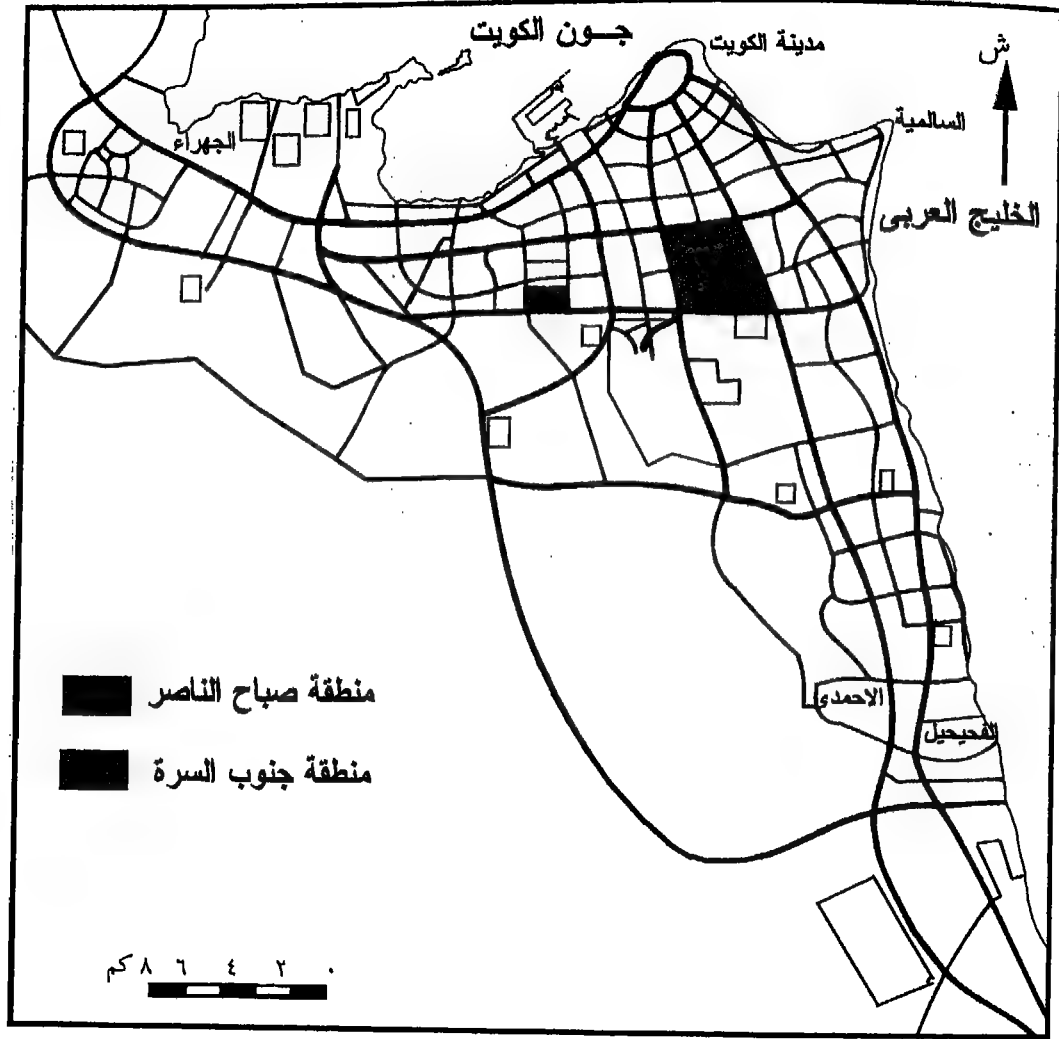 جـــون الكويت
مدينة الكويت
ش
السالمية
الجهراء
الخليج العربى
منطقة صباح الناصر
الاحمدى
الفحيحيل
منطقة جنوب السرة
٠ ٢ ٤ ٦ ٨ كم